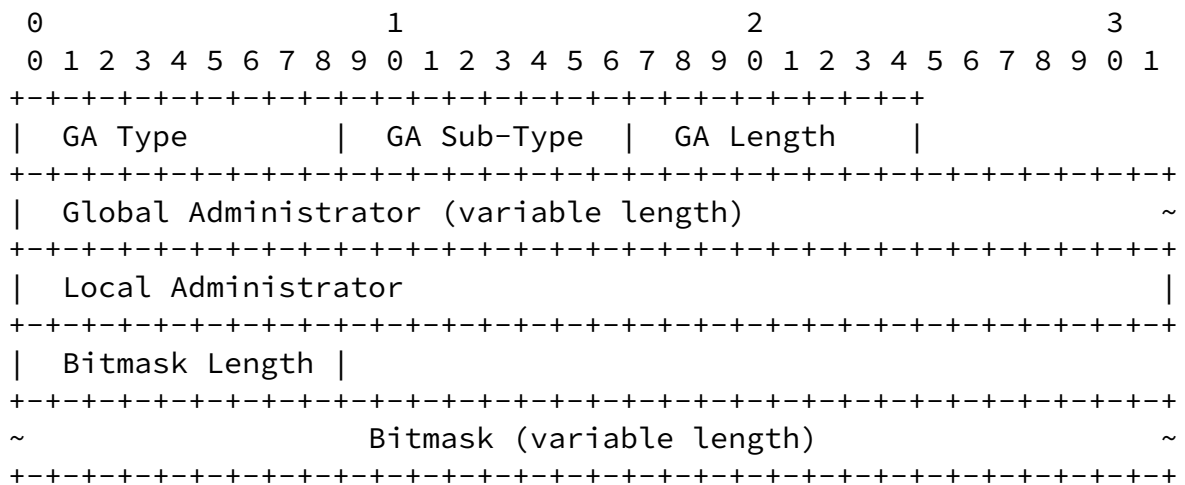 0                   1                   2                   3
 0 1 2 3 4 5 6 7 8 9 0 1 2 3 4 5 6 7 8 9 0 1 2 3 4 5 6 7 8 9 0 1
+-+-+-+-+-+-+-+-+-+-+-+-+-+-+-+-+-+-+-+-+-+-+-+-+-+
|  GA Type        |  GA Sub-Type  |  GA Length    |
+-+-+-+-+-+-+-+-+-+-+-+-+-+-+-+-+-+-+-+-+-+-+-+-+-+-+-+-+-+-+-+-+
|  Global Administrator (variable length)                       ~
+-+-+-+-+-+-+-+-+-+-+-+-+-+-+-+-+-+-+-+-+-+-+-+-+-+-+-+-+-+-+-+-+
|  Local Administrator                                          |
+-+-+-+-+-+-+-+-+-+-+-+-+-+-+-+-+-+-+-+-+-+-+-+-+-+-+-+-+-+-+-+-+
|  Bitmask Length |
+-+-+-+-+-+-+-+-+-+-+-+-+-+-+-+-+-+-+-+-+-+-+-+-+-+-+-+-+-+-+-+-+
~                   Bitmask (variable length)                   ~
+-+-+-+-+-+-+-+-+-+-+-+-+-+-+-+-+-+-+-+-+-+-+-+-+-+-+-+-+-+-+-+-+